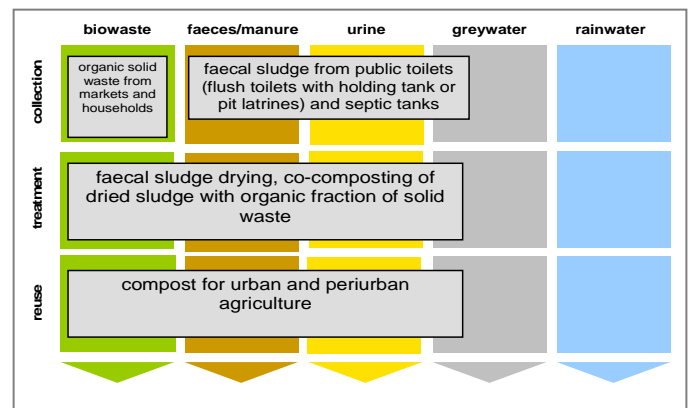 biowaste faeces/manure urine greywater rainwater
collection
organic solid
waste from
markets and
households
faecal sludge from public toilets
(flush toilets with holding tank or
pit latrines) and septic tanks
treatment
faecal sludge drying, co-composting of
dried sludge with organic fraction of solid
waste
reuse
compost for urban and periurban
agriculture